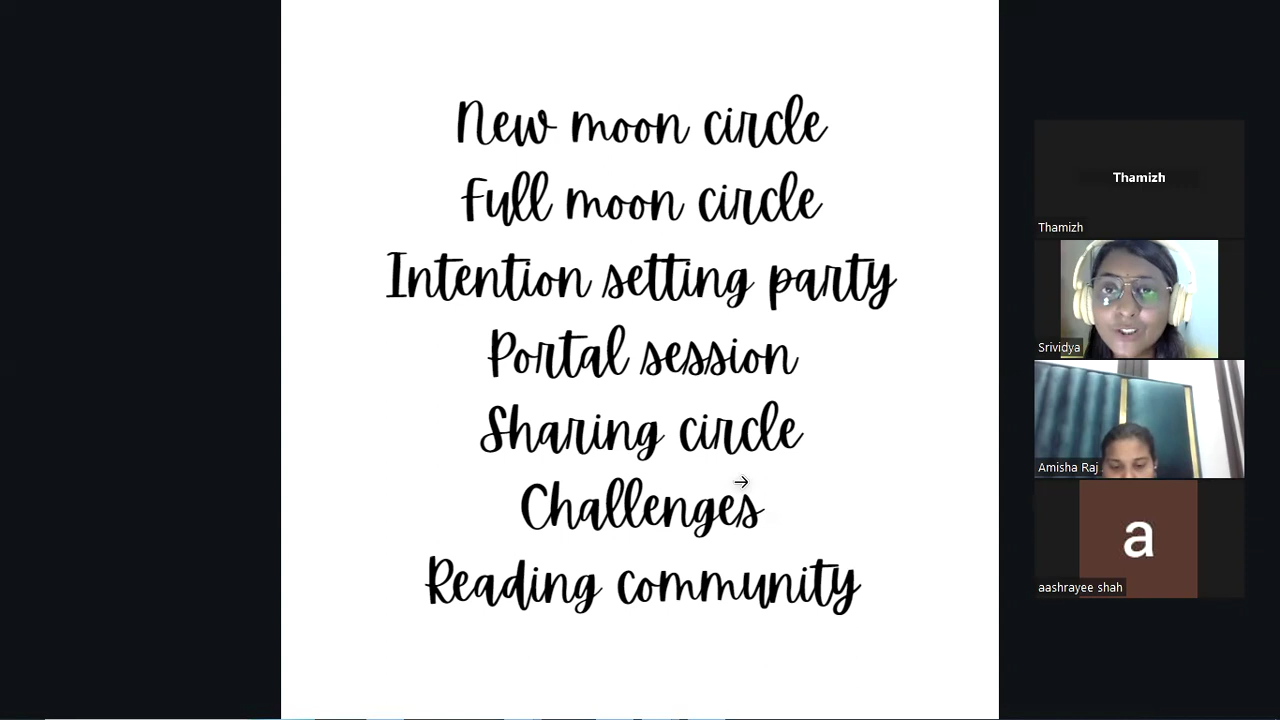 New moon circle
Full moon circle
Intention setting party
Portal session
Sharing circle
Challenges
Reading community
Thamizh
Thamizh
Srividya
Amisha Raj
a
aashrayee shah